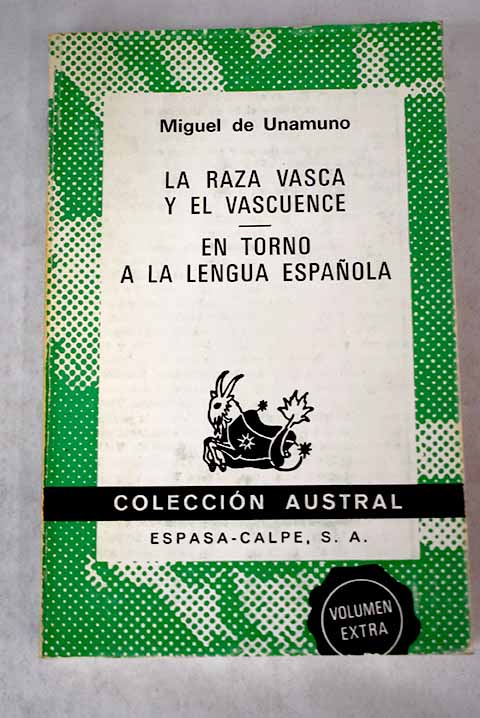 Miguel de Unamuno
LA RAZA VASCA
Y EL VASCUENCE
EN TORNO
A LA LENGUA ESPAÑOLA
COLECCIÓN AUSTRAL
ESPASA-CALPE, S. A.
VOLUMEN
EXTRA